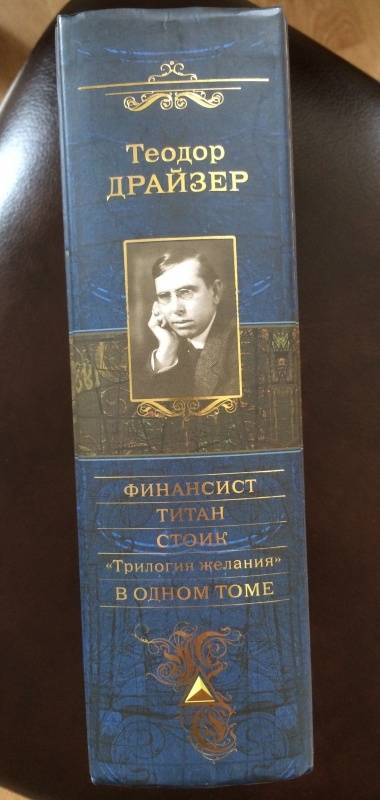 Теодор
ДРАЙЗЕР
ФИНАНСИСТ
ТИТАН
СТОИК
«Трилогия желания»
В ОДНОМ ТОМЕ